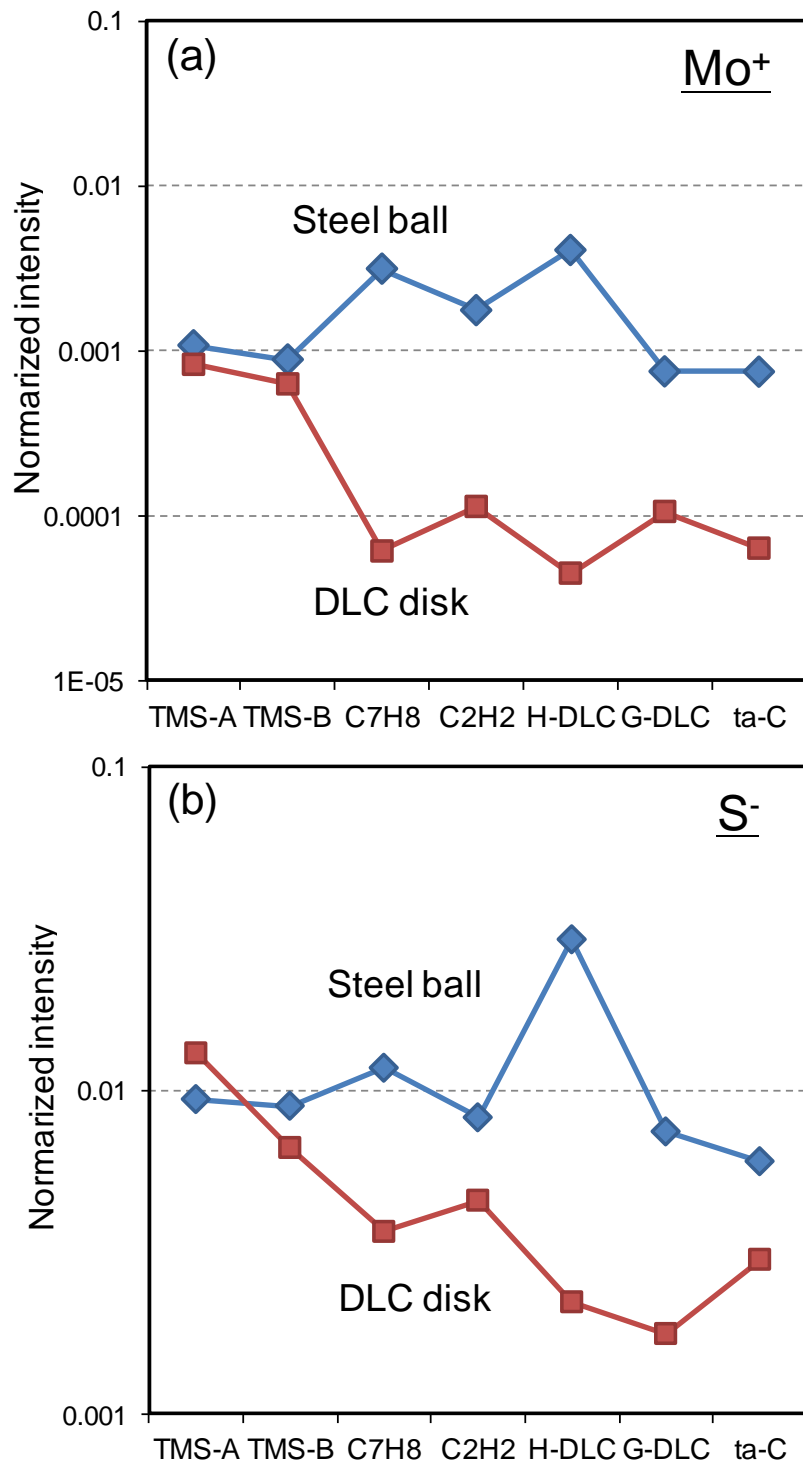 (a)
Mo⁺
0.1
0.01
0.001
0.0001
1E-05
Normarlized intensity
Steel ball
DLC disk
TMS-A TMS-B C7H8 C2H2 H-DLC G-DLC ta-C
(b)
S⁻
0.1
0.01
0.001
Normarlized intensity
Steel ball
DLC disk
TMS-A TMS-B C7H8 C2H2 H-DLC G-DLC ta-C